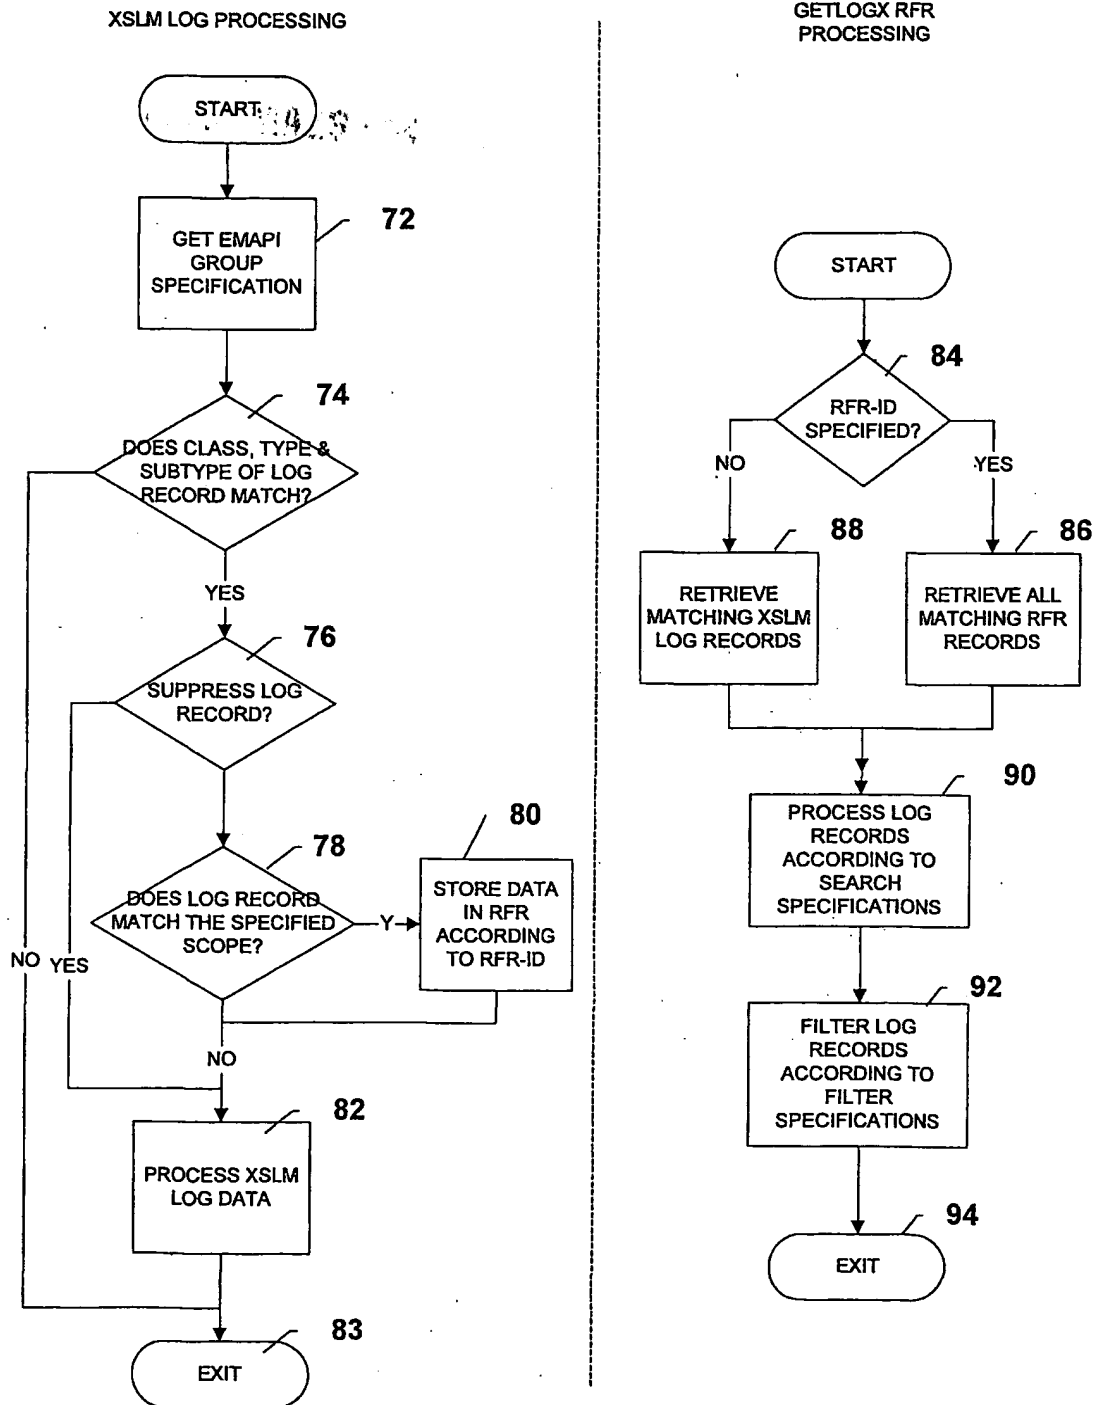 XSLM LOG PROCESSING
START
72
GET EMAPI
GROUP
SPECIFICATION
74
DOES CLASS, TYPE &
SUBTYPE OF LOG
RECORD MATCH?
YES
76
SUPPRESS LOG
RECORD?
78
DOES LOG RECORD
MATCH THE SPECIFIED
SCOPE?
Y
80
STORE DATA
IN RFR
ACCORDING
TO RFR-ID
NO
YES
NO
82
PROCESS XSLM
LOG DATA
83
EXIT
GETLOGX RFR
PROCESSING
START
84
RFR-ID
SPECIFIED?
NO
YES
88
RETRIEVE
MATCHING XSLM
LOG RECORDS
86
RETRIEVE ALL
MATCHING RFR
RECORDS
90
PROCESS LOG
RECORDS
ACCORDING TO
SEARCH
SPECIFICATIONS
92
FILTER LOG
RECORDS
ACCORDING TO
FILTER
SPECIFICATIONS
94
EXIT